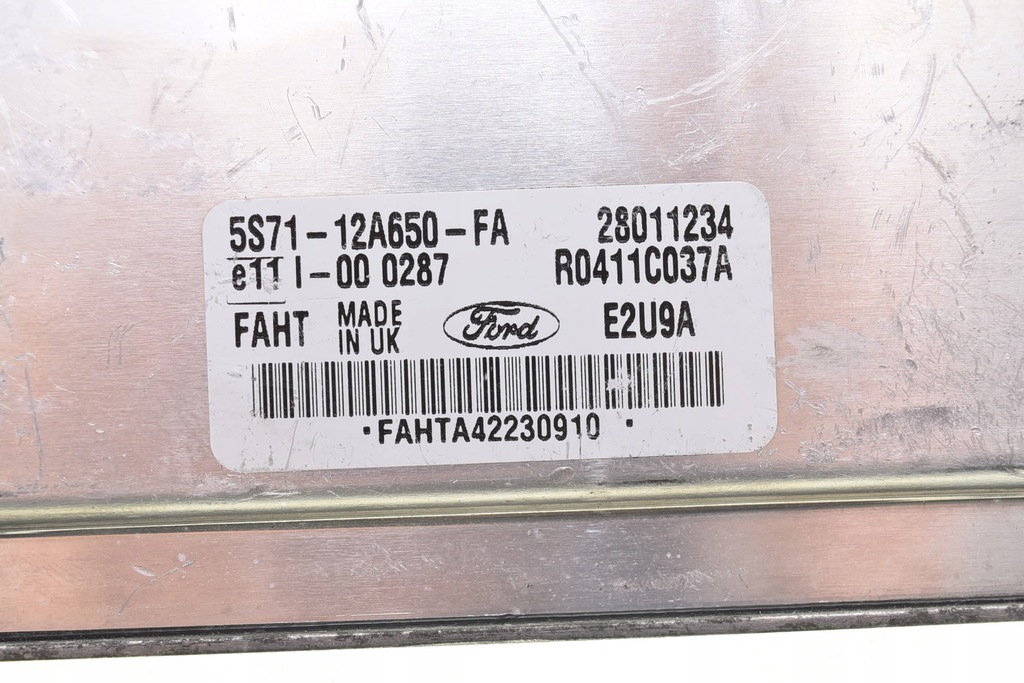 5S71-12A650-FA 28011234
e11 I-00 0287 R0411C037A
FAHT MADE IN UK Ford E2U9A
·FAHTA42230910 ·